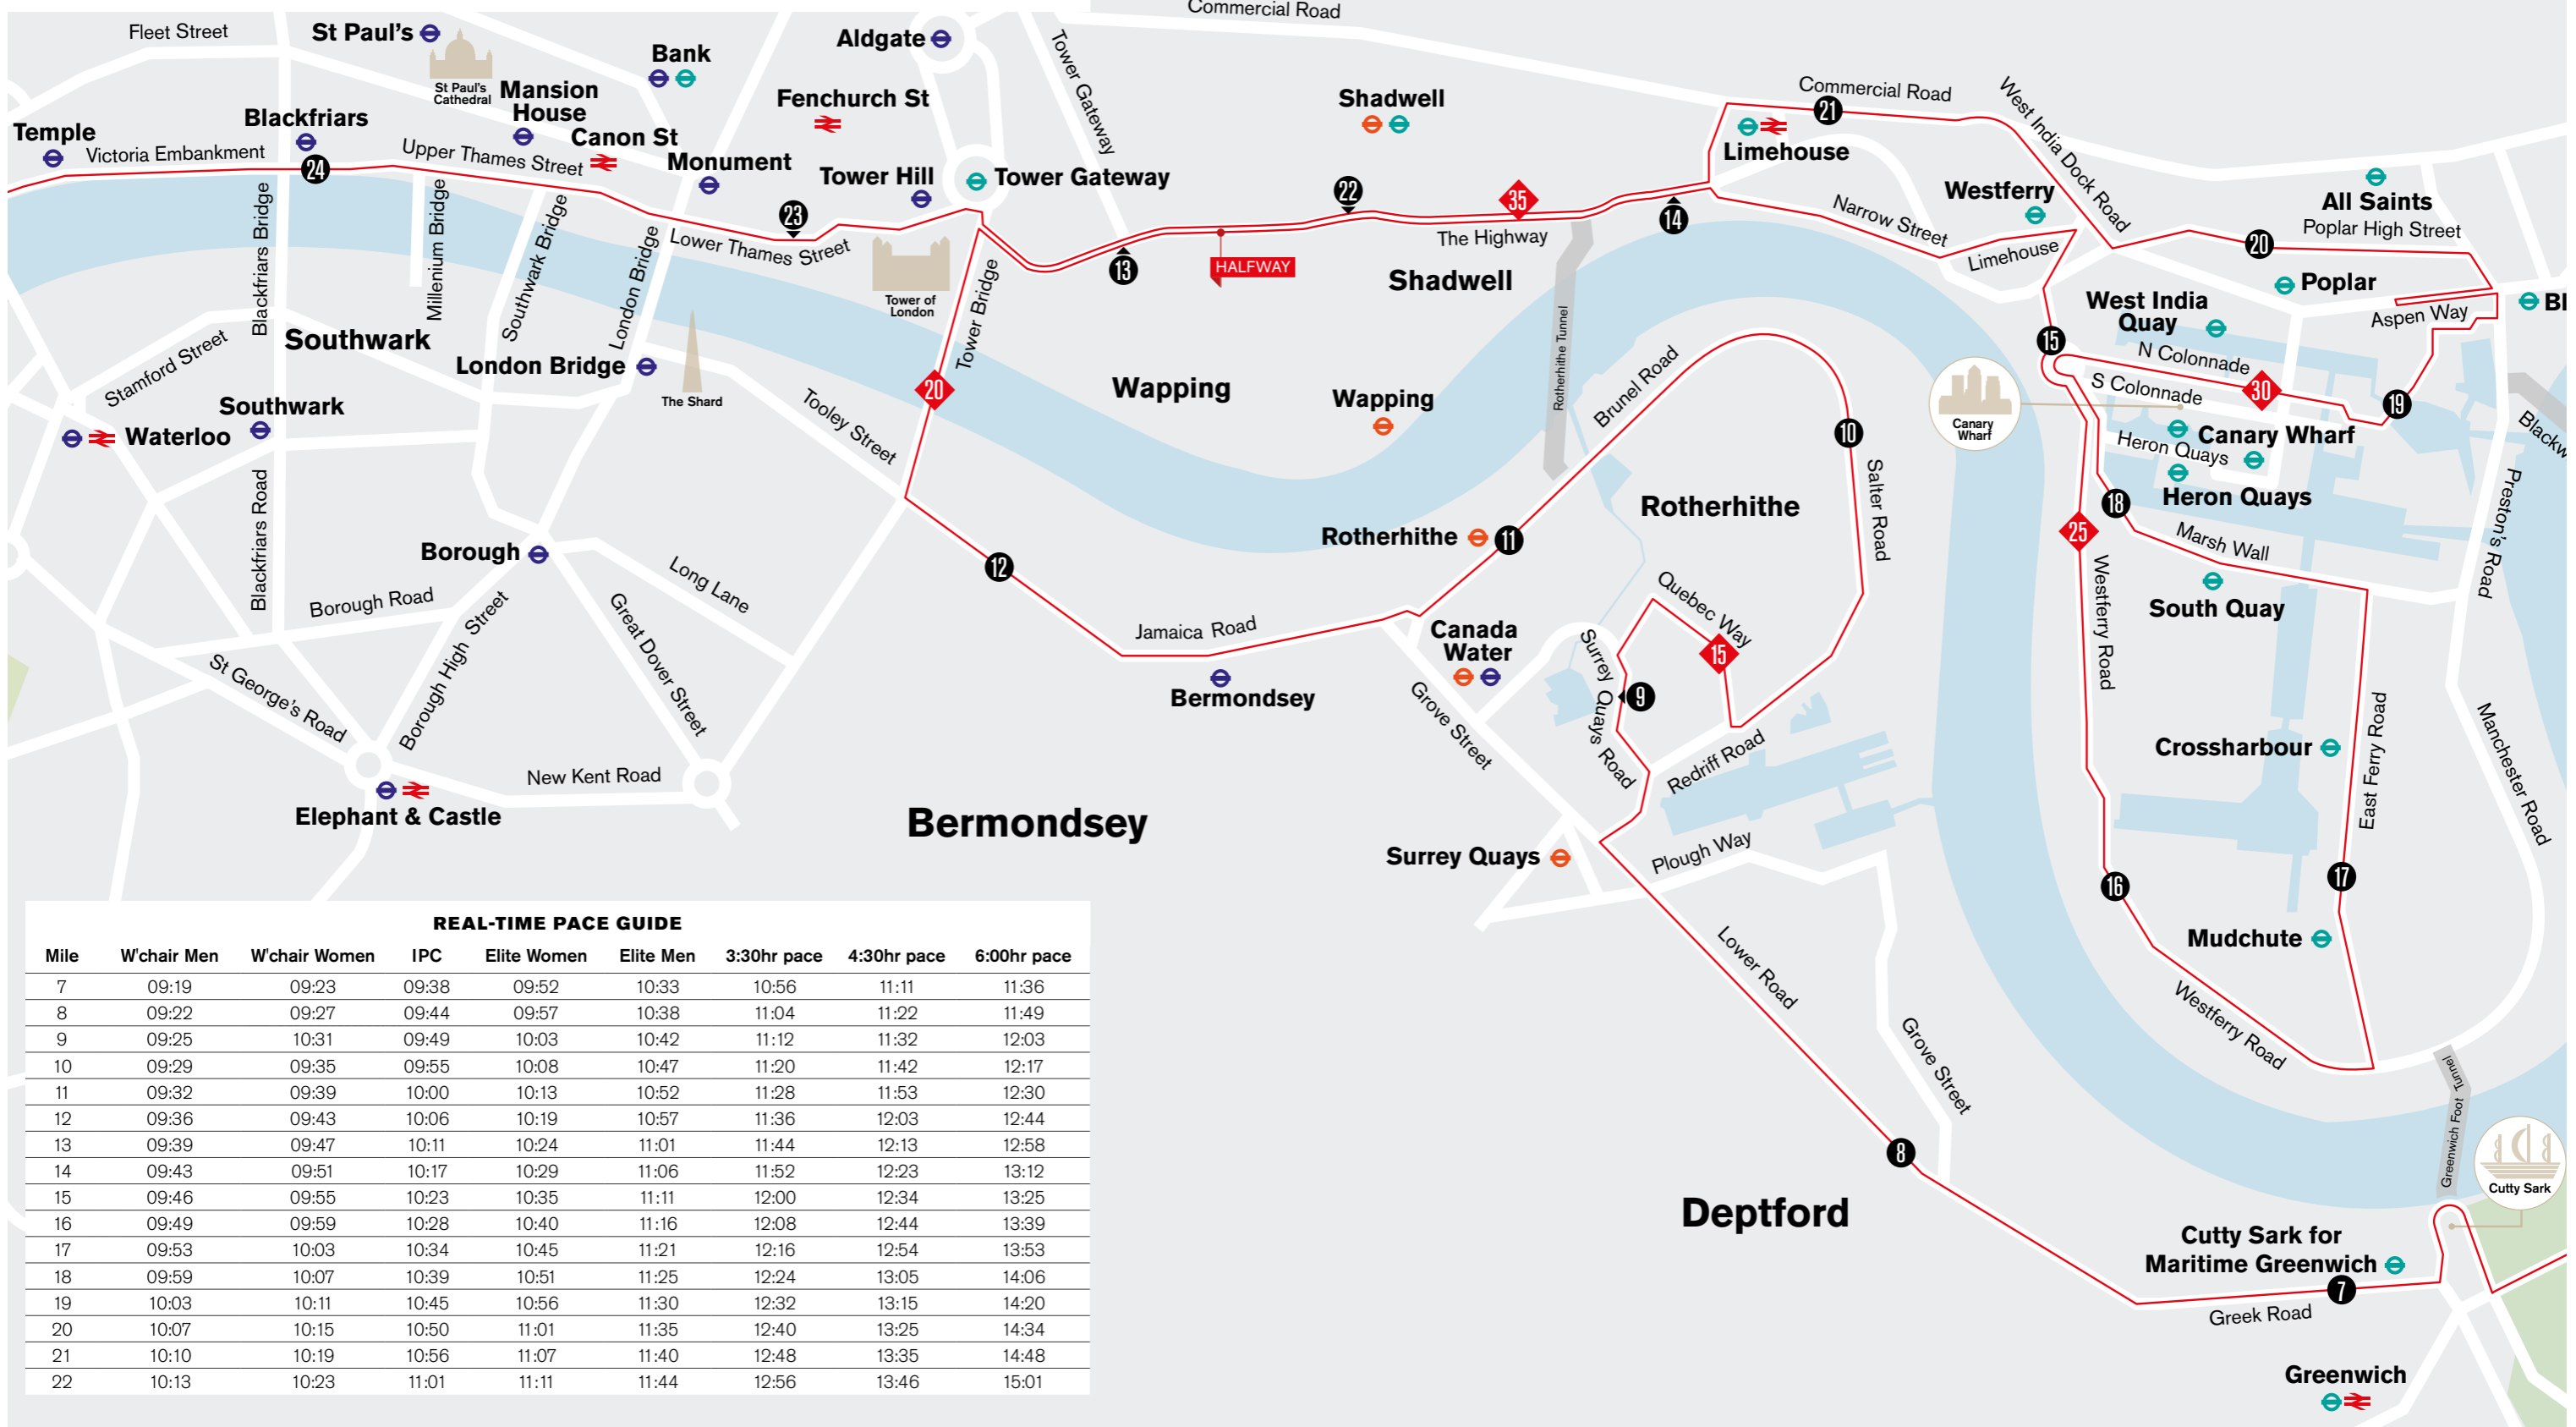 Commercial Road
Fleet Street
St Paul's
St Paul's
Cathedral
Bank
Aldgate
Tower Gateway
Mansion
House
Fenchurch St
Shadwell
Commercial Road
21
West India Dock Road
Temple
Blackfriars
Canon St
Limehouse
Victoria Embankment
24
Upper Thames Street
Monument
Tower Hill
Tower Gateway
22
35
14
Westferry
All Saints
Poplar High Street
23
Lower Thames Street
The Highway
Narrow Street
Limehouse
20
Blackfriars Bridge
Millenium Bridge
Southwark Bridge
London Bridge
Tower of
London
Tower Bridge
13
HALFWAY
Shadwell
Poplar
Bl
West India
Quay
Aspen Way
Rotherhithe Tunnel
15
N Colonnade
S Colonnade
30
19
Southwark
Stamford Street
London Bridge
The Shard
20
Wapping
Wapping
Brunel Road
10
Canary
Wharf
Canary Wharf
Heron Quays
Heron Quays
Blackw
Southwark
Waterloo
Tooley Street
Rotherhithe
Salter Road
18
25
Marsh Wall
Preston's Road
Blackfriars Road
Borough
Rotherhithe
11
12
Long Lane
Borough Road
Borough High Street
Great Dover Street
Jamaica Road
Canada
Water
Quebec Way
15
Westferry Road
South Quay
St George's Road
Bermondsey
Grove Street
Surrey Quays Road
9
Redriff Road
Crossharbour
East Ferry Road
Manchester Road
New Kent Road
Elephant & Castle
Bermondsey
Surrey Quays
Plough Way
16
17
Mudchute
Lower Road
Westferry Road
Grove Street
Greenwich Foot Tunnel
8
Deptford
Cutty Sark
Cutty Sark for
Maritime Greenwich
7
Greek Road
Greenwich
REAL-TIME PACE GUIDE
Mile W'chair Men W'chair Women IPC Elite Women Elite Men 3:30hr pace 4:30hr pace 6:00hr pace
7 09:19 09:23 09:38 09:52 10:33 10:56 11:11 11:36
8 09:22 09:27 09:44 09:57 10:38 11:04 11:22 11:49
9 09:25 10:31 09:49 10:03 10:42 11:12 11:32 12:03
10 09:29 09:35 09:55 10:08 10:47 11:20 11:42 12:17
11 09:32 09:39 10:00 10:13 10:52 11:28 11:53 12:30
12 09:36 09:43 10:06 10:19 10:57 11:36 12:03 12:44
13 09:39 09:47 10:11 10:24 11:01 11:44 12:13 12:58
14 09:43 09:51 10:17 10:29 11:06 11:52 12:23 13:12
15 09:46 09:55 10:23 10:35 11:11 12:00 12:34 13:25
16 09:49 09:59 10:28 10:40 11:16 12:08 12:44 13:39
17 09:53 10:03 10:34 10:45 11:21 12:16 12:54 13:53
18 09:59 10:07 10:39 10:51 11:25 12:24 13:05 14:06
19 10:03 10:11 10:45 10:56 11:30 12:32 13:15 14:20
20 10:07 10:15 10:50 11:01 11:35 12:40 13:25 14:34
21 10:10 10:19 10:56 11:07 11:40 12:48 13:35 14:48
22 10:13 10:23 11:01 11:11 11:44 12:56 13:46 15:01